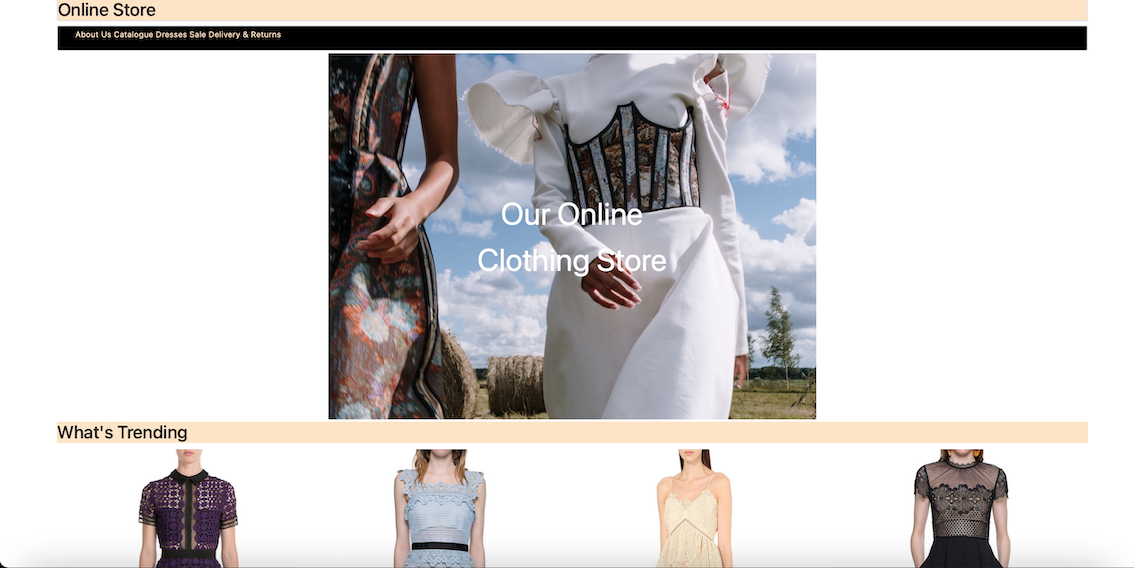 Online Store
About Us Catalogue Dresses Sale Delivery & Returns
Our Online
Clothing Store
What's Trending